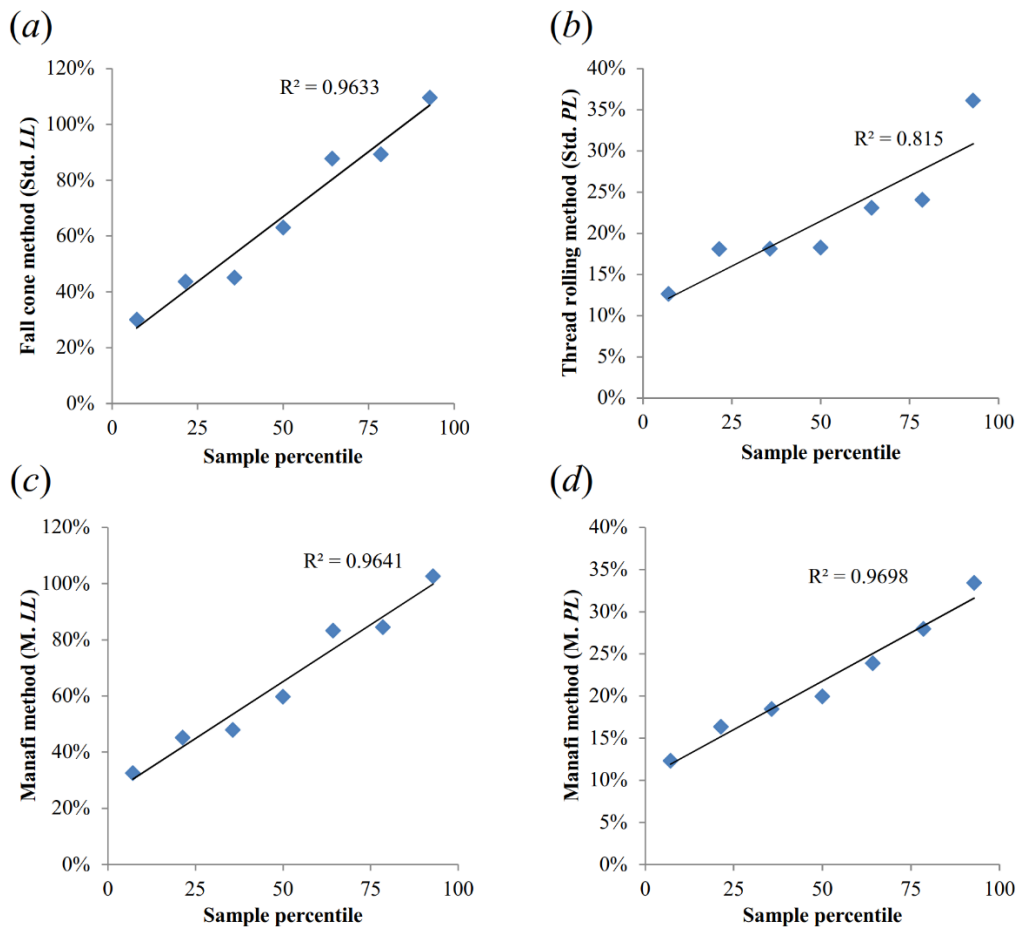 (a)
Fall cone method (Std. LL)
120%
100%
80%
60%
40%
20%
0%
R² = 0.9633
0 25 50 75 100
Sample percentile
(b)
Thread rolling method (Std. PL)
40%
35%
30%
25%
20%
15%
10%
5%
0%
R² = 0.815
0 25 50 75 100
Sample percentile
(c)
Manafi method (M. LL)
120%
100%
80%
60%
40%
20%
0%
R² = 0.9641
0 25 50 75 100
Sample percentile
(d)
Manafi method (M. PL)
40%
35%
30%
25%
20%
15%
10%
5%
0%
R² = 0.9698
0 25 50 75 100
Sample percentile